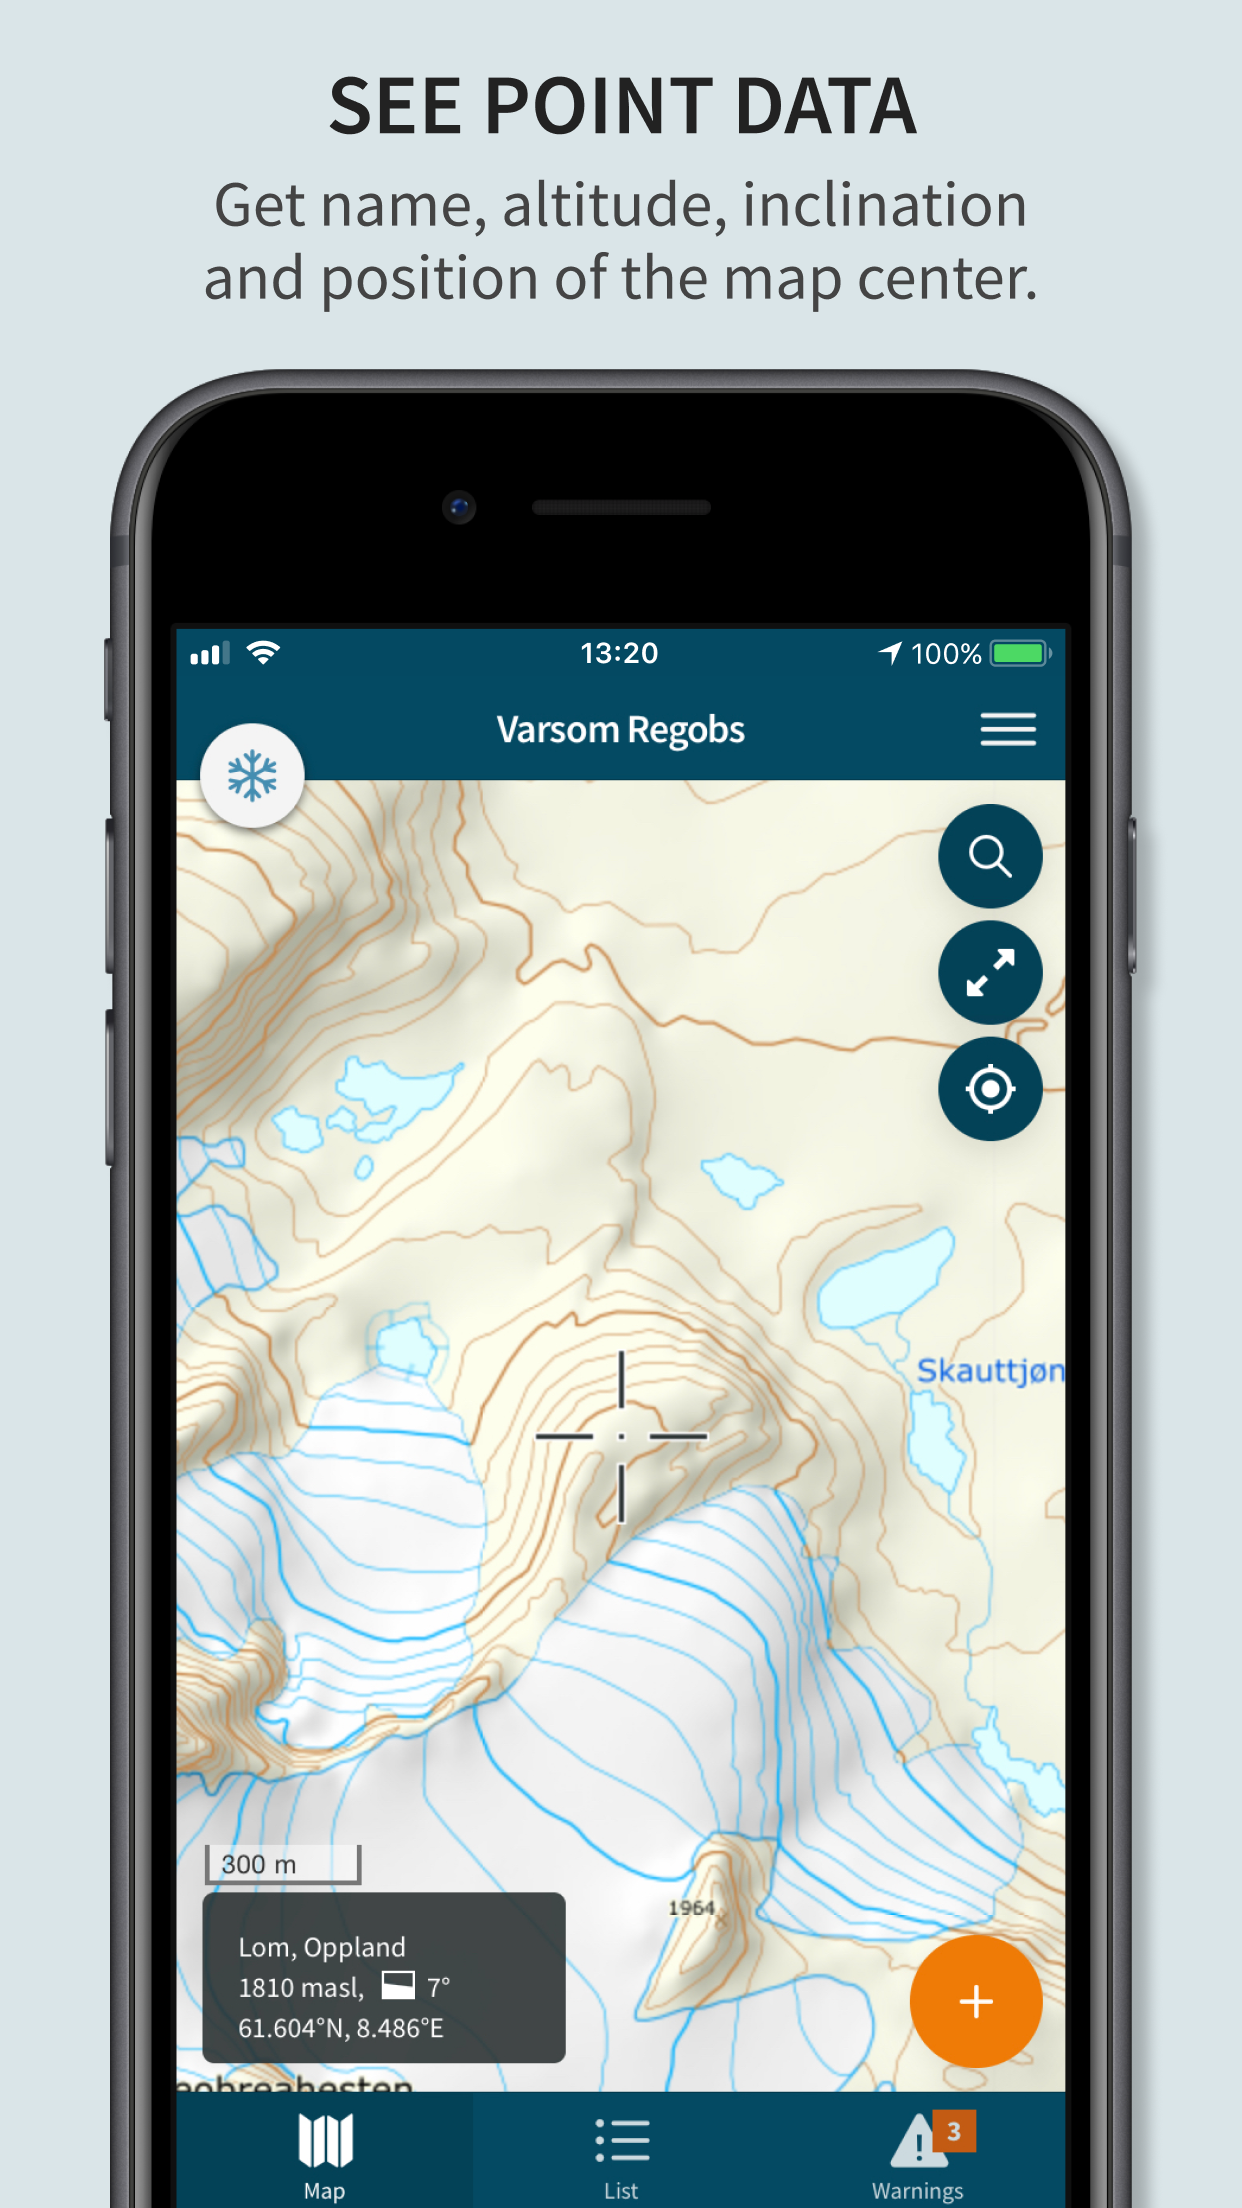 SEE POINT DATA
Get name, altitude, inclination
and position of the map center.
13:20
100%
Varsom Regobs
Skauttjøn
300 m
1964
Lom, Oppland
1810 masl, 7°
61.604°N, 8.486°E
3
Map
List
Warnings